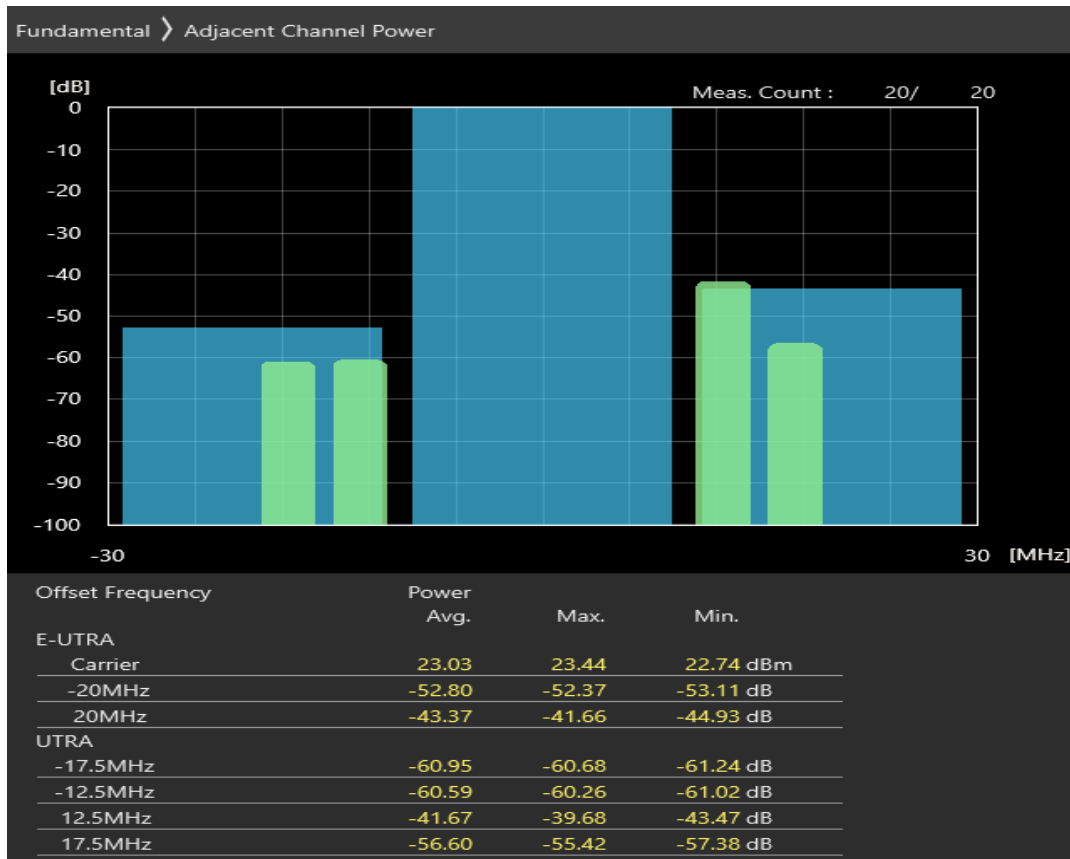 Fundamental ❯ Adjacent Channel Power
[dB]
Meas. Count : 20/ 20
0
-10
-20
-30
-40
-50
-60
-70
-80
-90
-100
-30 30 [MHz]
Offset Frequency Power
Avg. Max. Min.
E-UTRA
Carrier 23.03 23.44 22.74 dBm
-20MHz -52.80 -52.37 -53.11 dB
20MHz -43.37 -41.66 -44.93 dB
UTRA
-17.5MHz -60.95 -60.68 -61.24 dB
-12.5MHz -60.59 -60.26 -61.02 dB
12.5MHz -41.67 -39.68 -43.47 dB
17.5MHz -56.60 -55.42 -57.38 dB